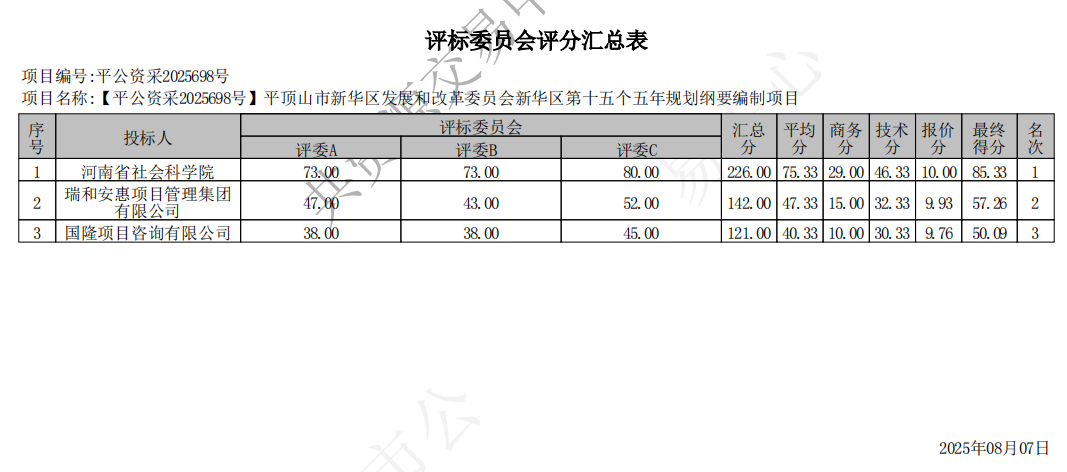 评标委员会评分汇总表
项目编号:平公资采2025698号
项目名称:【平公资采2025698号】平顶山市新华区发展和改革委员会新华区第十五个五年规划纲要编制项目
序号 投标人 评标委员会 汇总分 平均分 商务分 技术分 报价分 最终得分 名次
评委A 评委B 评委C
1 河南省社会科学院 73.00 73.00 80.00 226.00 75.33 29.00 46.33 10.00 85.33 1
2 瑞和安惠项目管理集团有限公司 47.00 43.00 52.00 142.00 47.33 15.00 32.33 9.93 57.26 2
3 国隆项目咨询有限公司 38.00 38.00 45.00 121.00 40.33 10.00 30.33 9.76 50.09 3
2025年08月07日